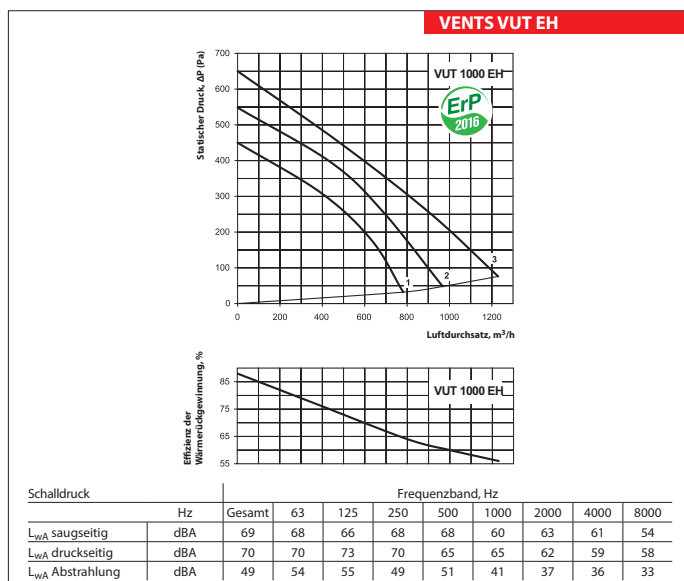 VENTS VUT EH
Statischer Druck, ΔP (Pa)
700
600
500
400
300
200
100
0
VUT 1000 EH
ErP
2016
1
2
3
0 200 400 600 800 1000 1200
Luftdurchsatz, m³/h
Effizienz der
Wärmerückgewinnung, %
85
75
65
55
VUT 1000 EH
Schalldruck Frequenzband, Hz
Hz Gesamt 63 125 250 500 1000 2000 4000 8000
LwA saugseitig dBA 69 68 66 68 68 60 63 61 54
LwA druckseitig dBA 70 70 73 70 65 65 62 59 58
LwA Abstrahlung dBA 49 54 55 49 51 41 37 36 33